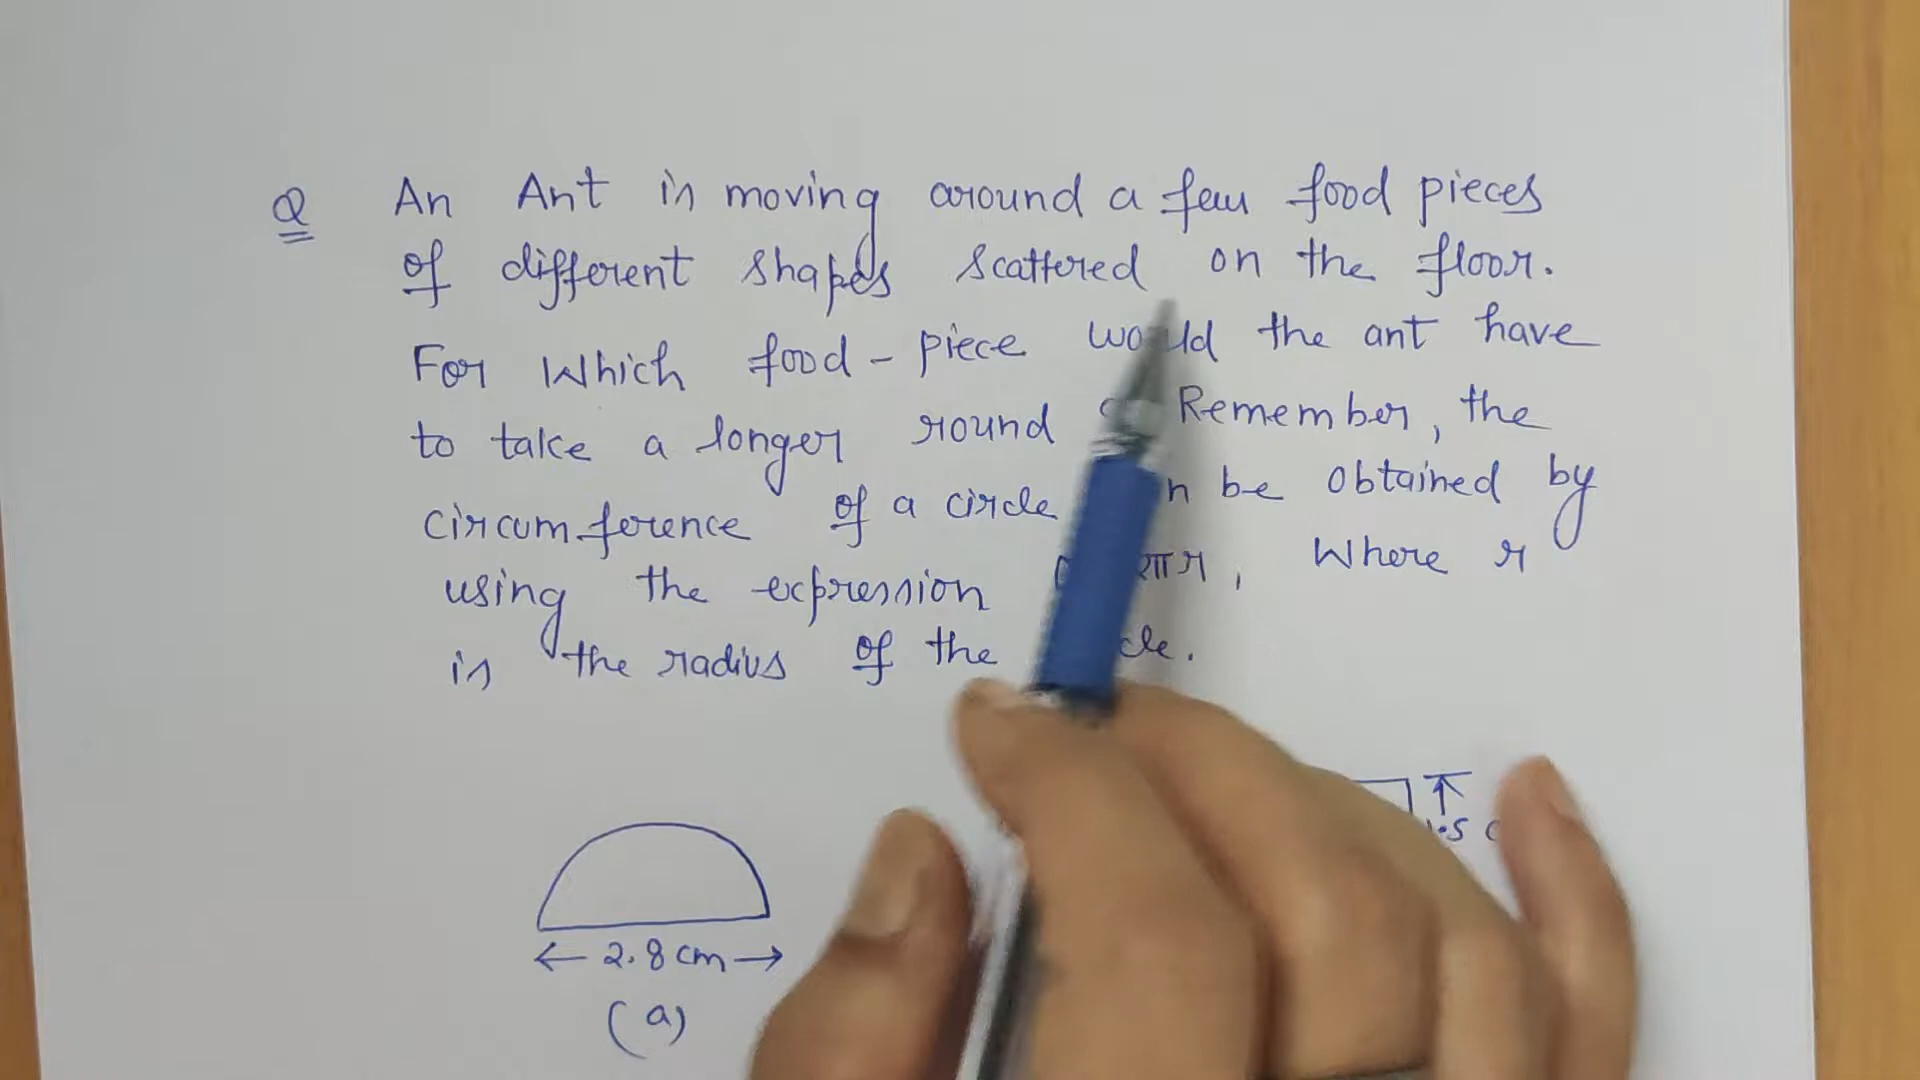 Q An Ant is moving around a few food pieces
of different shapes scattered on the floor.
For Which food - piece would the ant have
to take a longer round Remember, the
circumference of a circle be obtained by
using the expression r, Where r
is the radius of the
2.8 cm
(a)